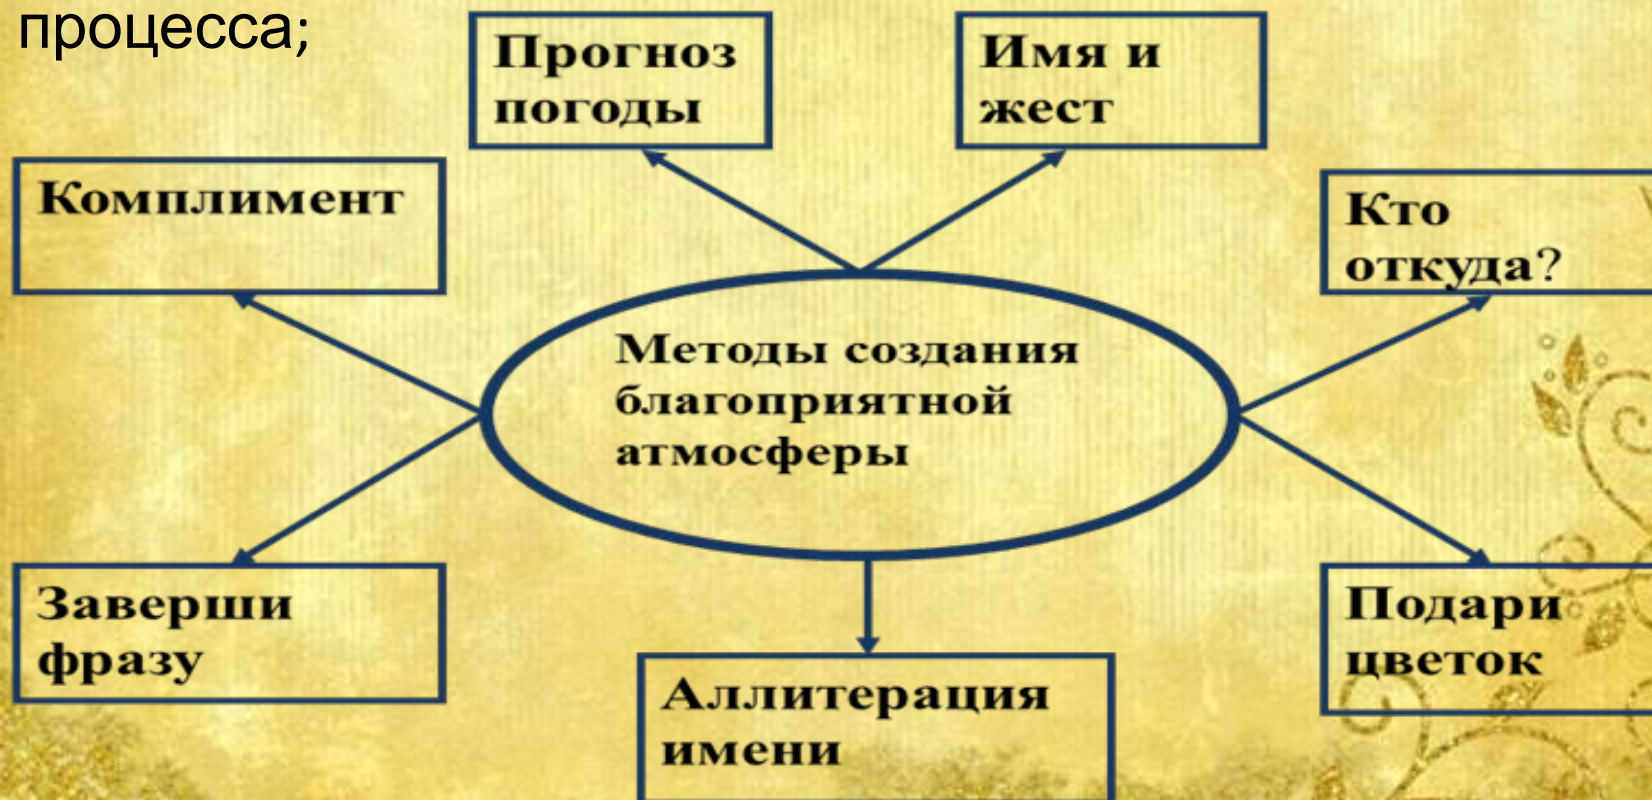 процесса;
Прогноз
погоды
Имя и
жест
Комплимент
Кто
откуда?
Методы создания
благоприятной
атмосферы
Заверши
фразу
Подари
цветок
Аллитерация
имени